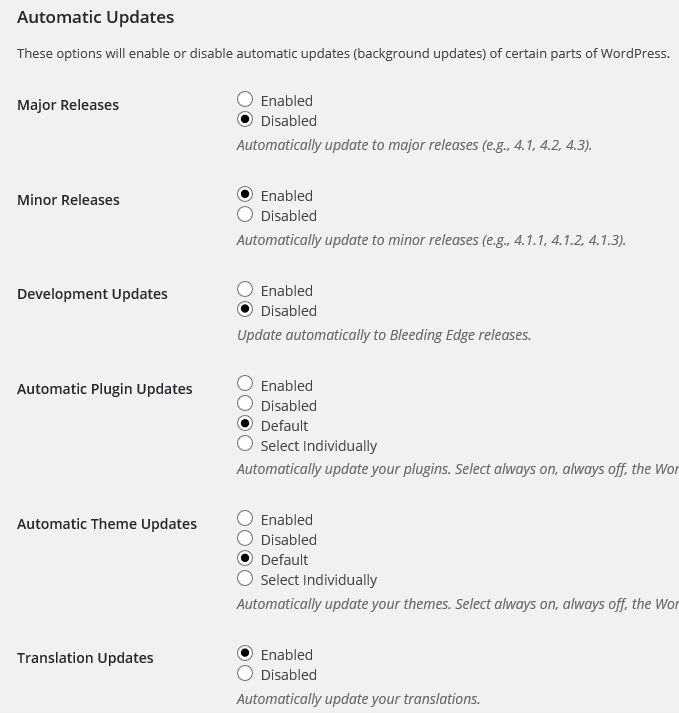 Automatic Updates
These options will enable or disable automatic updates (background updates) of certain parts of WordPress.
Major Releases
Enabled
Disabled
Automatically update to major releases (e.g., 4.1, 4.2, 4.3).
Minor Releases
Enabled
Disabled
Automatically update to minor releases (e.g., 4.1.1, 4.1.2, 4.1.3).
Development Updates
Enabled
Disabled
Update automatically to Bleeding Edge releases.
Automatic Plugin Updates
Enabled
Disabled
Default
Select Individually
Automatically update your plugins. Select always on, always off, the
Automatic Theme Updates
Enabled
Disabled
Default
Select Individually
Automatically update your themes. Select always on, always off, the
Translation Updates
Enabled
Disabled
Automatically update your translations.